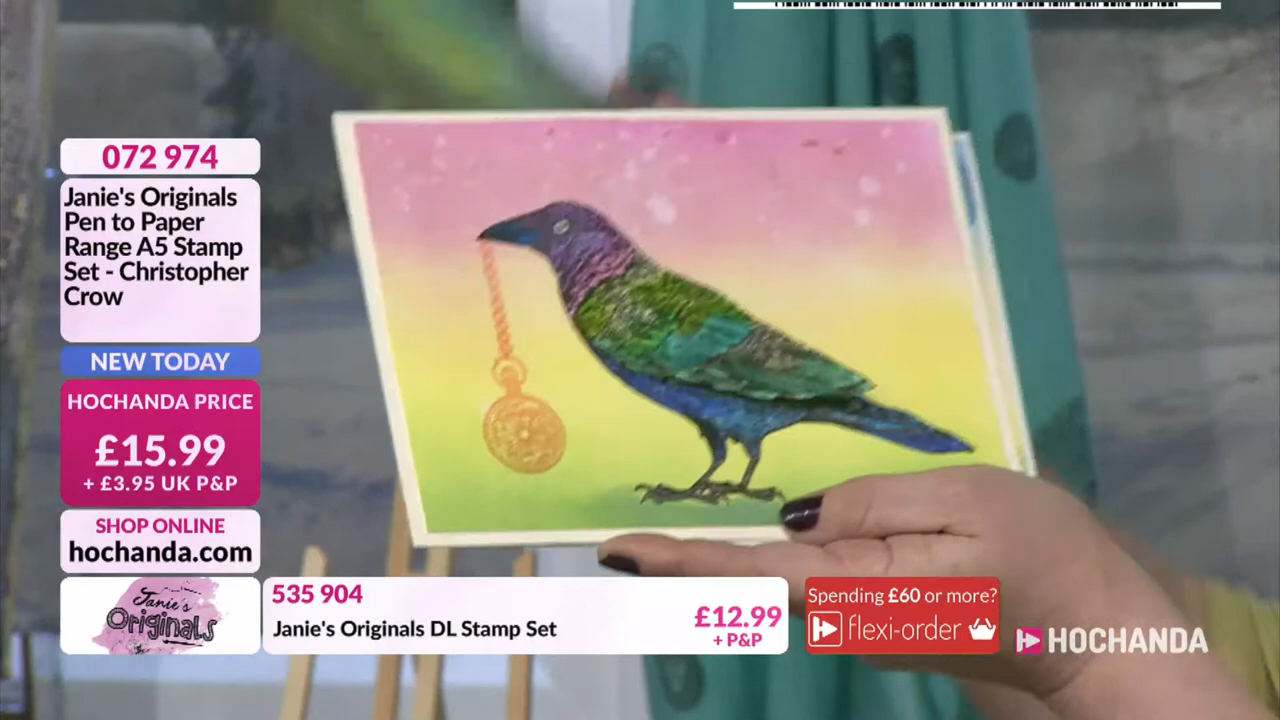 072 974
Janie's Originals
Pen to Paper
Range A5 Stamp
Set - Christopher
Crow
NEW TODAY
HOCHANDA PRICE
£15.99
+ £3.95 UK P&P
SHOP ONLINE
hochanda.com
Janie's
Originals
535 904
Janie's Originals DL Stamp Set
£12.99
+ P&P
Spending £60 or more?
flexi-order
HOCHANDA